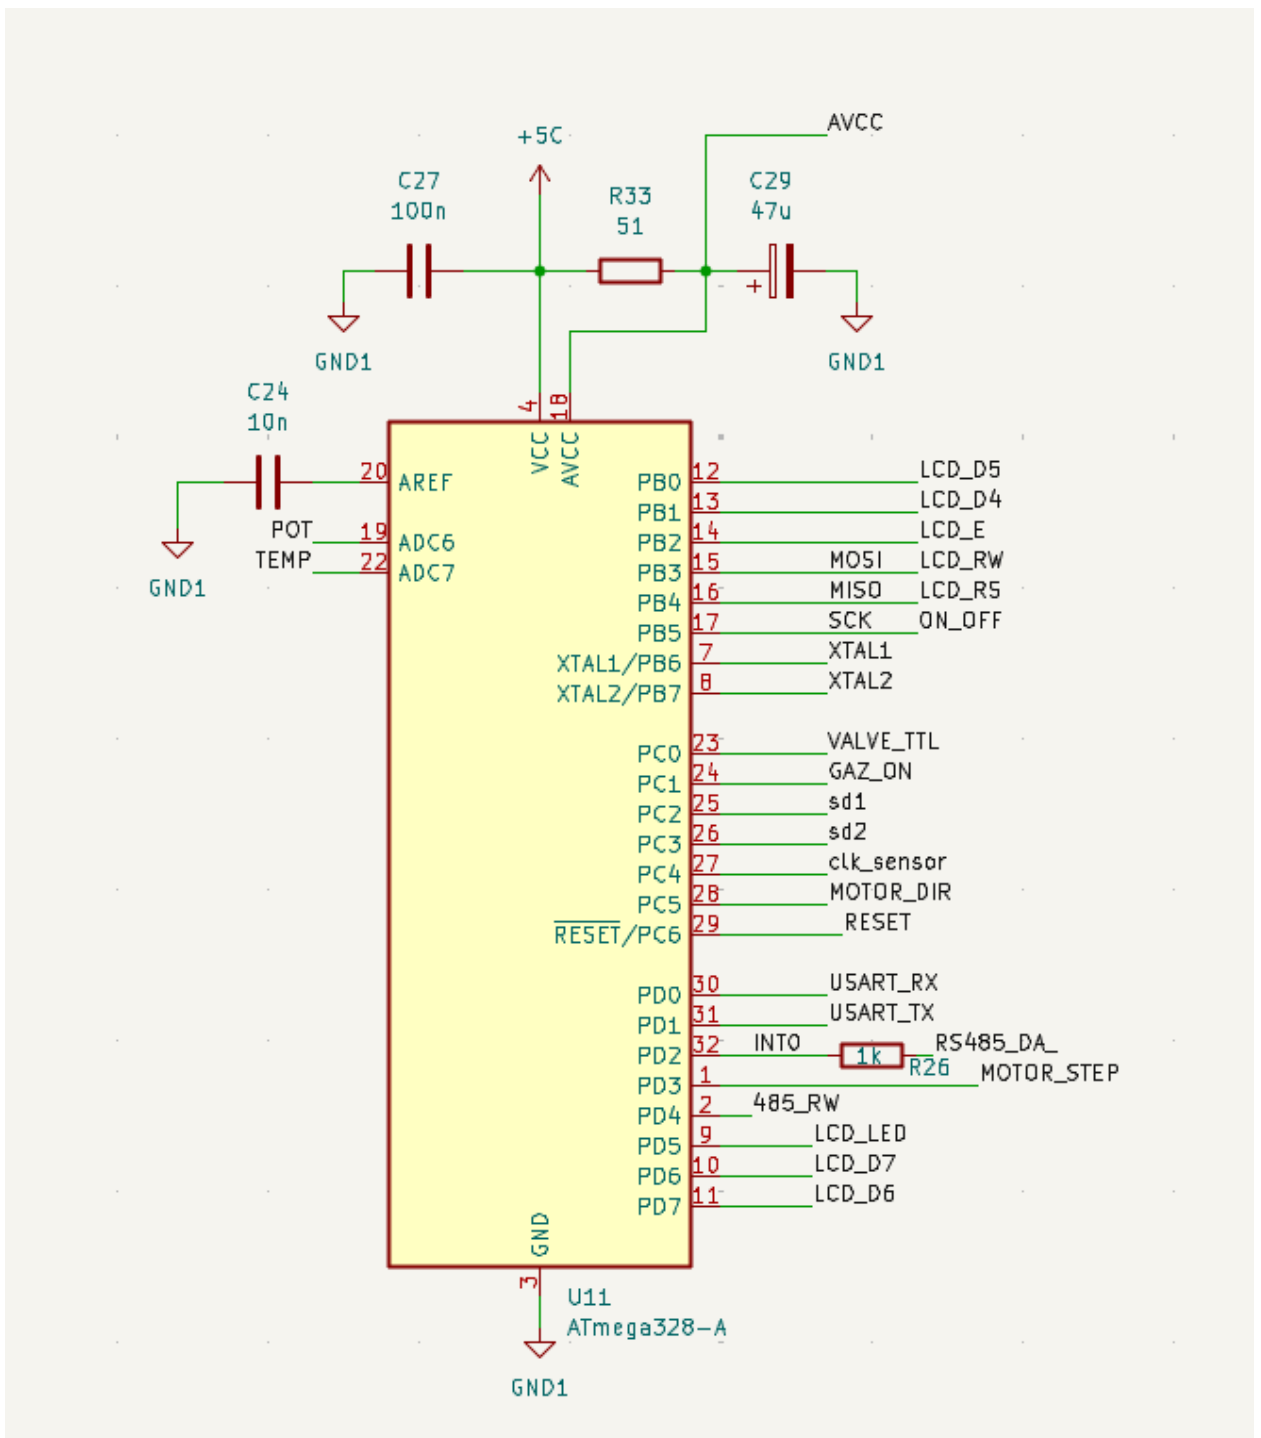 AVCC
+5C
C27
100n
R33
51
C29
47u
GND1
GND1
C24
10n
4
18
VCC
AVCC
20
AREF
GND1
POT
19
ADC6
TEMP
22
ADC7
PB0 12 LCD_D5
PB1 13 LCD_D4
PB2 14 LCD_E
PB3 15 MOSI LCD_RW
PB4 16 MISO LCD_RS
PB5 17 SCK ON_OFF
XTAL1/PB6 7 XTAL1
XTAL2/PB7 8 XTAL2
PC0 23 VALVE_TTL
PC1 24 GAZ_ON
PC2 25 sd1
PC3 26 sd2
PC4 27 clk_sensor
PC5 28 MOTOR_DIR
RESET/PC6 29 RESET
PD0 30 USART_RX
PD1 31 USART_TX
PD2 32 INT0 1k R26 RS485_DA_
PD3 1 MOTOR_STEP
PD4 2 485_RW
PD5 9 LCD_LED
PD6 10 LCD_D7
PD7 11 LCD_D6
GND
3
U11
ATmega328-A
GND1